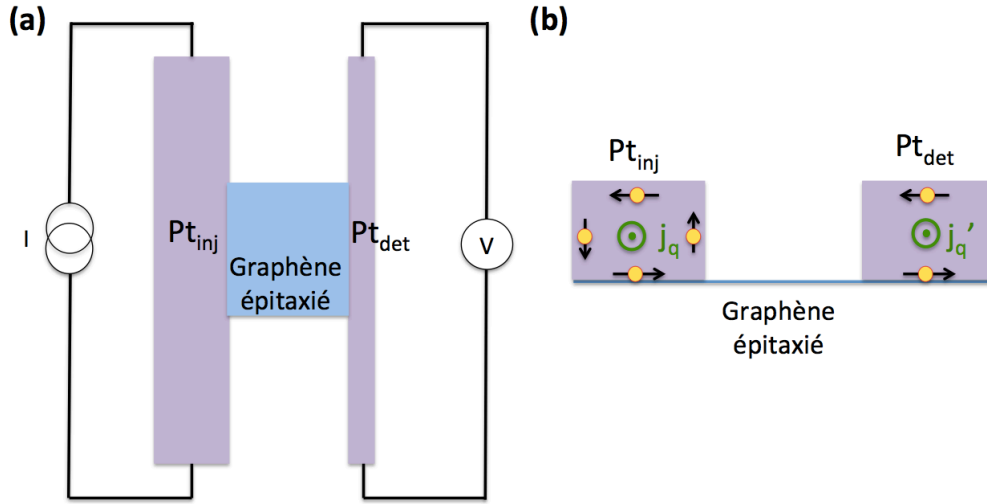 (a)
I
Pt_inj
Graphène
épitaxié
Pt_det
V
(b)
Pt_inj
Pt_det
j_q
j_q'
Graphène
épitaxié